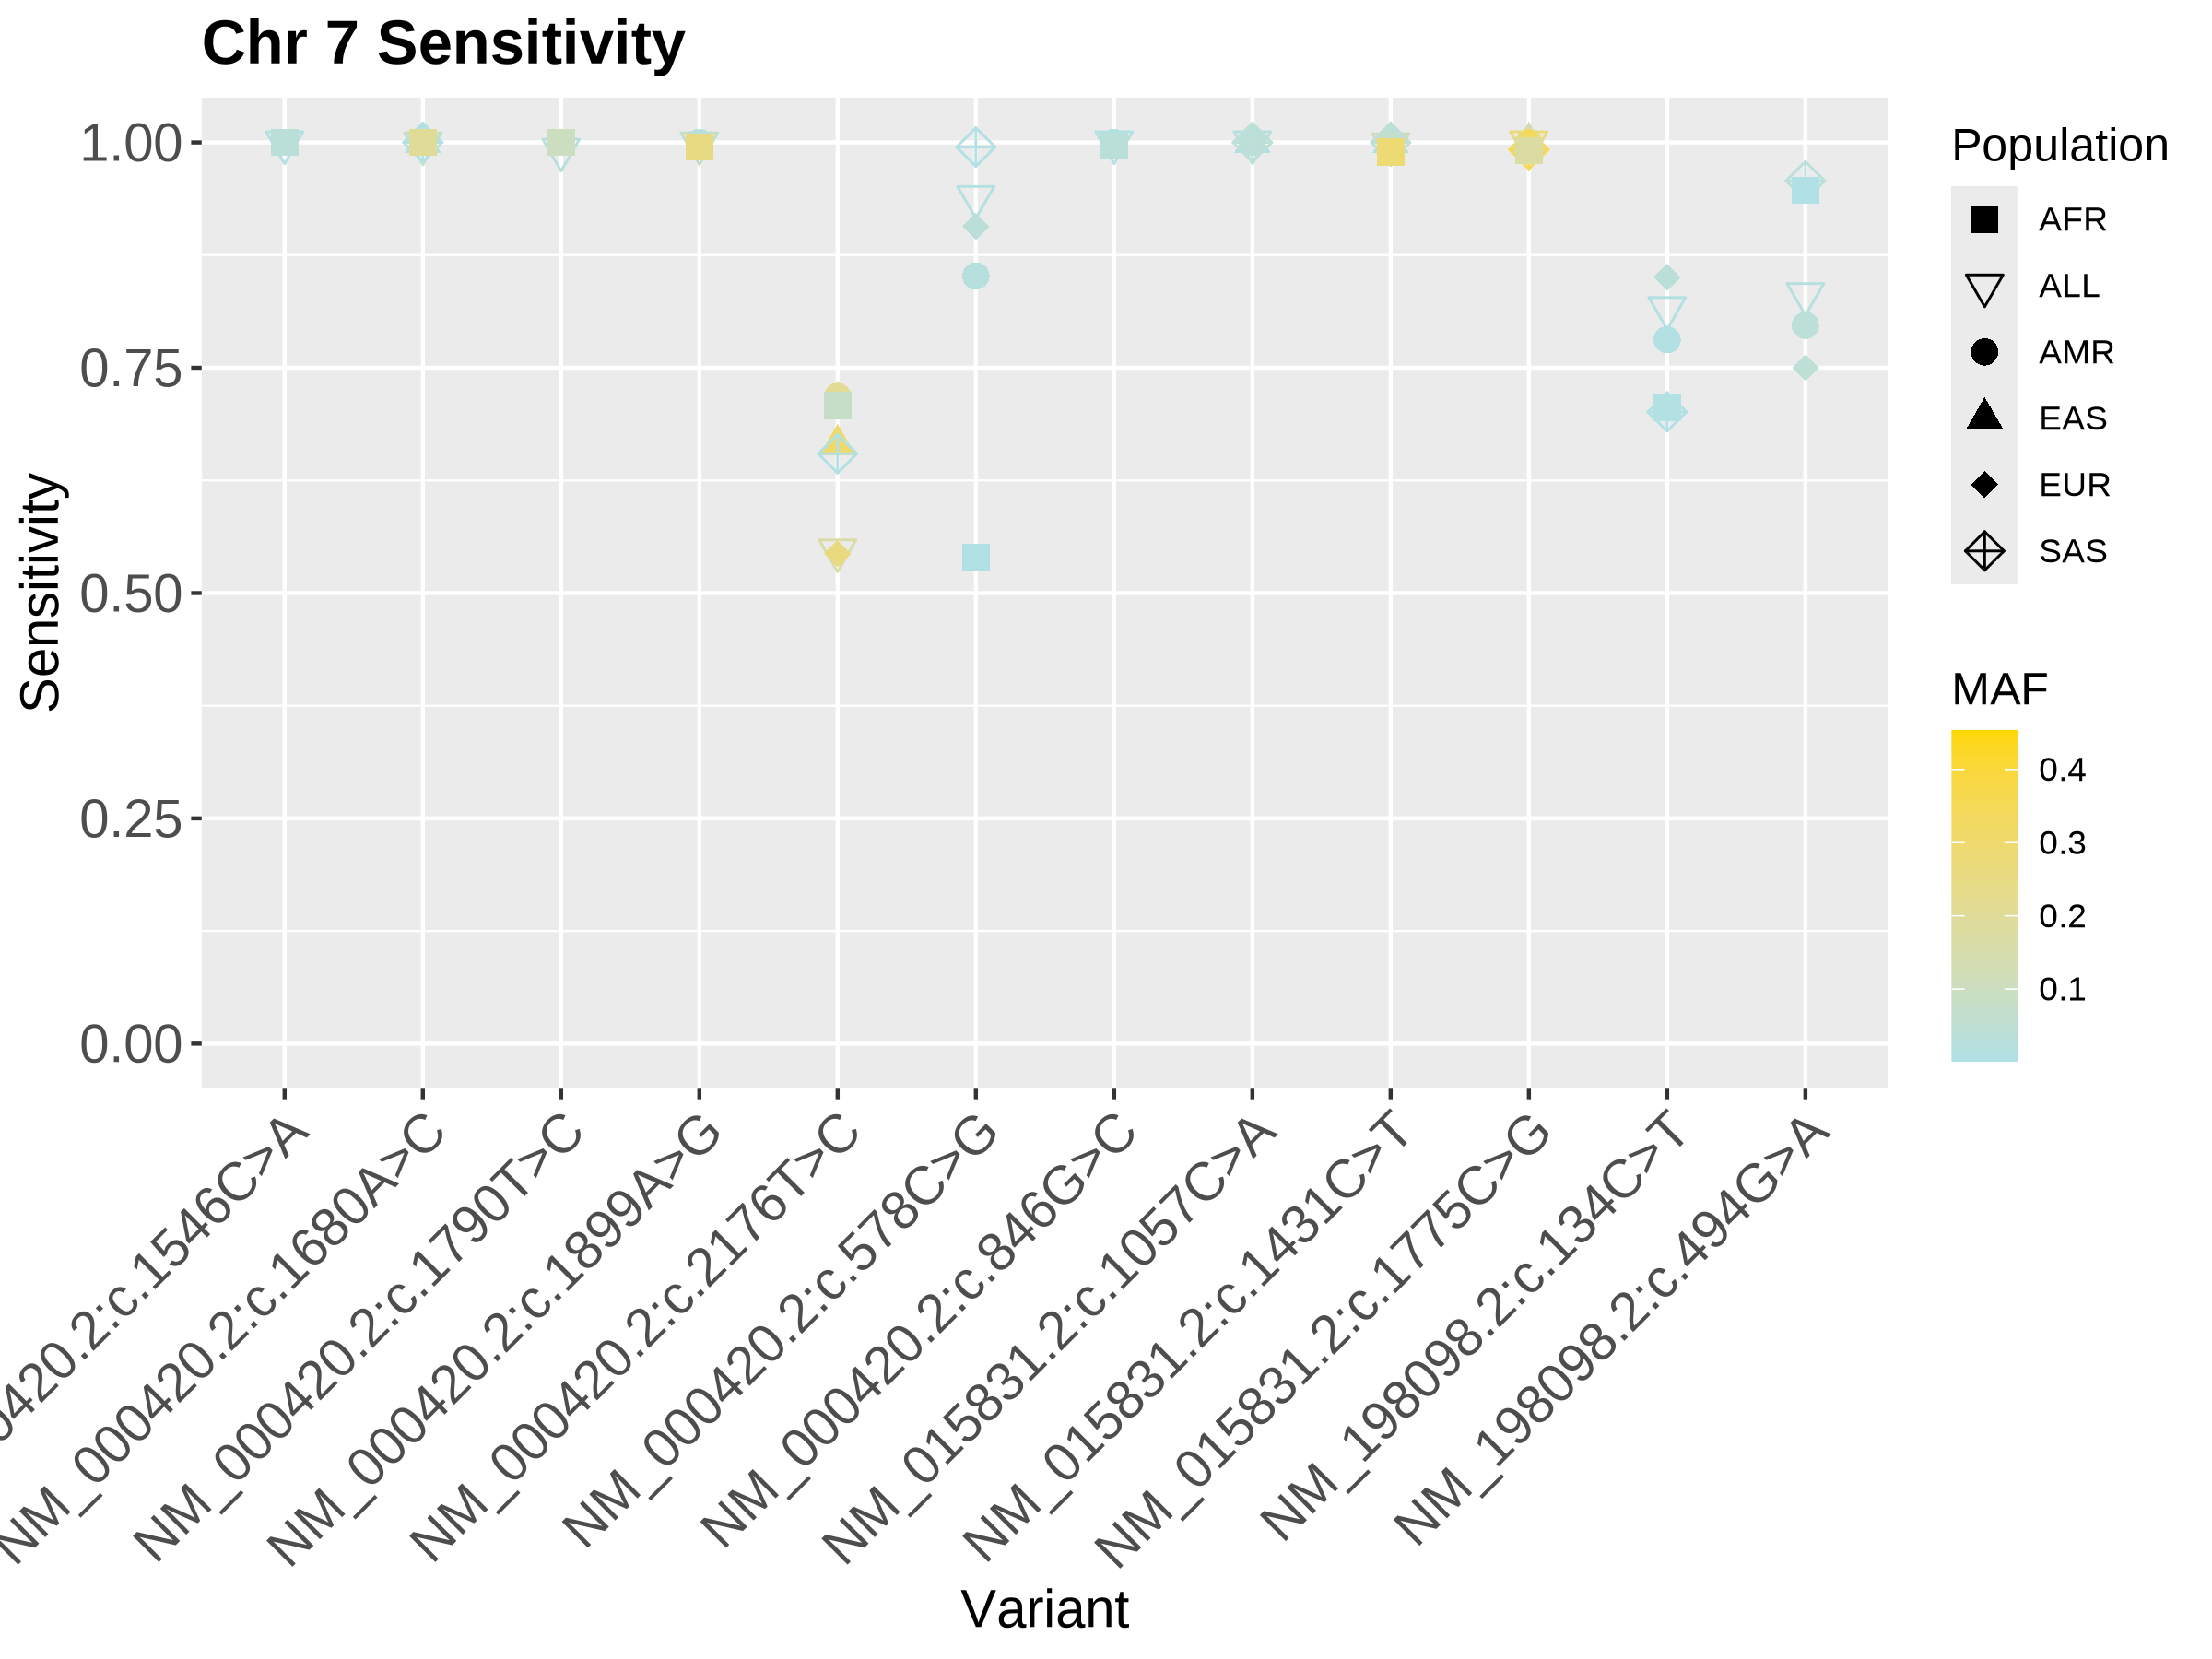 Chr 7 Sensitivity
Sensitivity
1.00
0.75
0.50
0.25
0.00
0420.2:c.1546C>A
NM_000420.2:c.1680A>C
NM_000420.2:c.1790T>C
NM_000420.2:c.1899A>G
NM_000420.2:c.2176T>C
NM_000420.2:c.578C>G
NM_000420.2:c.846G>C
NM_015831.2:c.1057C>A
NM_015831.2:c.1431C>T
NM_015831.2:c.1775C>G
NM_198098.2:c.134C>T
NM_198098.2:c.494G>A
Variant
Population
AFR
ALL
AMR
EAS
EUR
SAS
MAF
0.4
0.3
0.2
0.1